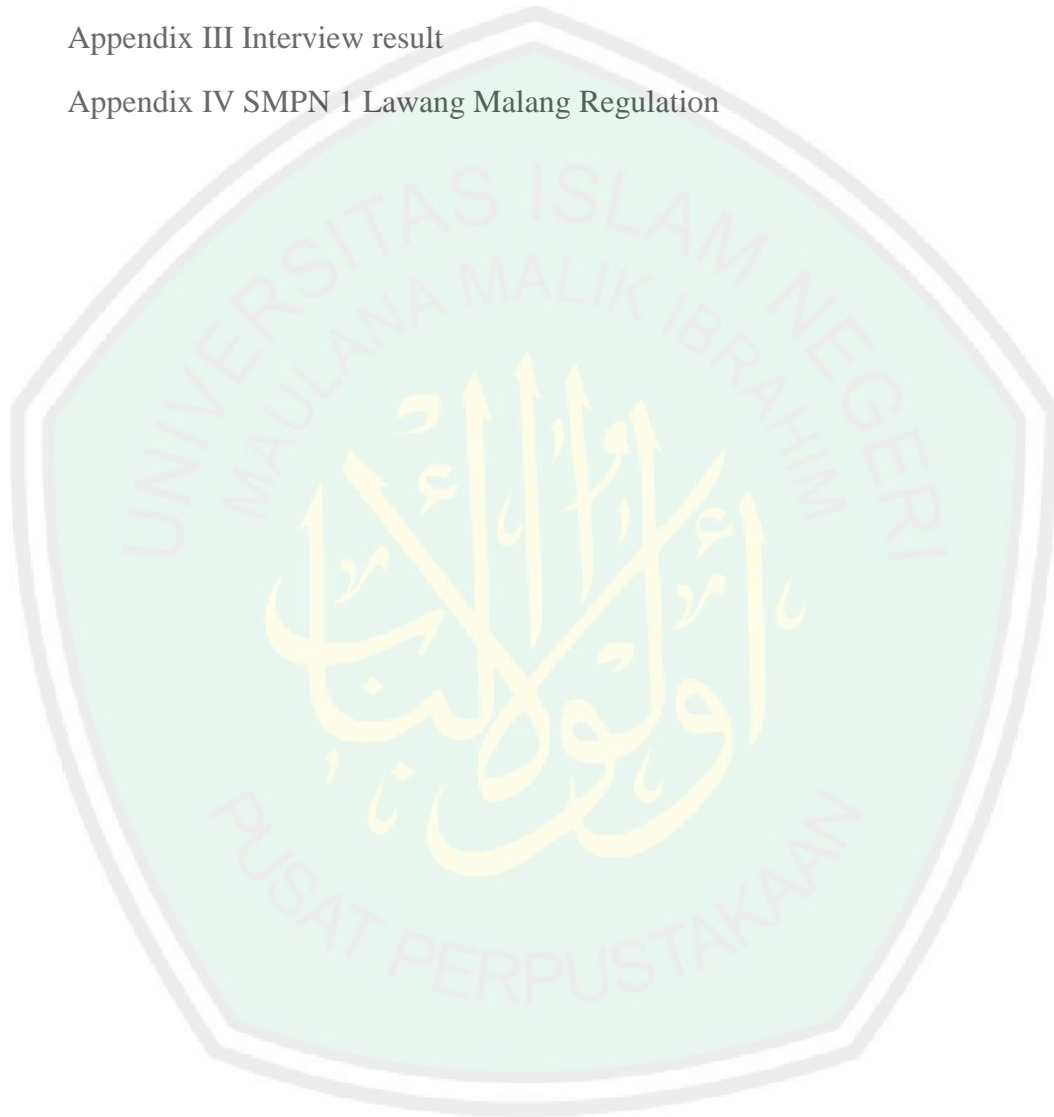 Appendix III Interview result
Appendix IV SMPN 1 Lawang Malang Regulation
UNIVERSITAS ISLAM NEGERI
MAULANA MALIK IBRAHIM
أولوا الألباب
PUSAT PERPUSTAKAAN